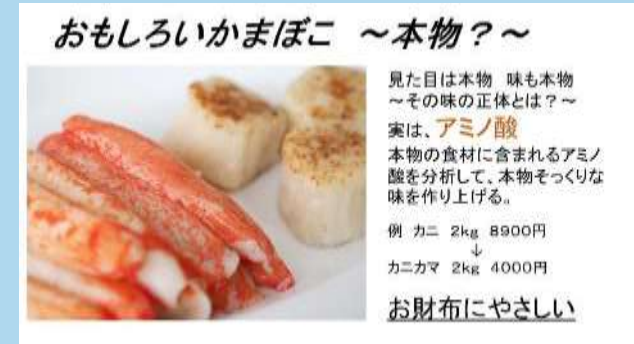 おもしろいかまぼこ　～本物？～
見た目は本物　味も本物
～その味の正体とは？～
実は、アミノ酸
本物の食材に含まれるアミノ
酸を分析して、本物そっくりな
味を作り上げる。
例　カニ　2kg　8900円
↓
カニカマ　2kg　4000円
お財布にやさしい